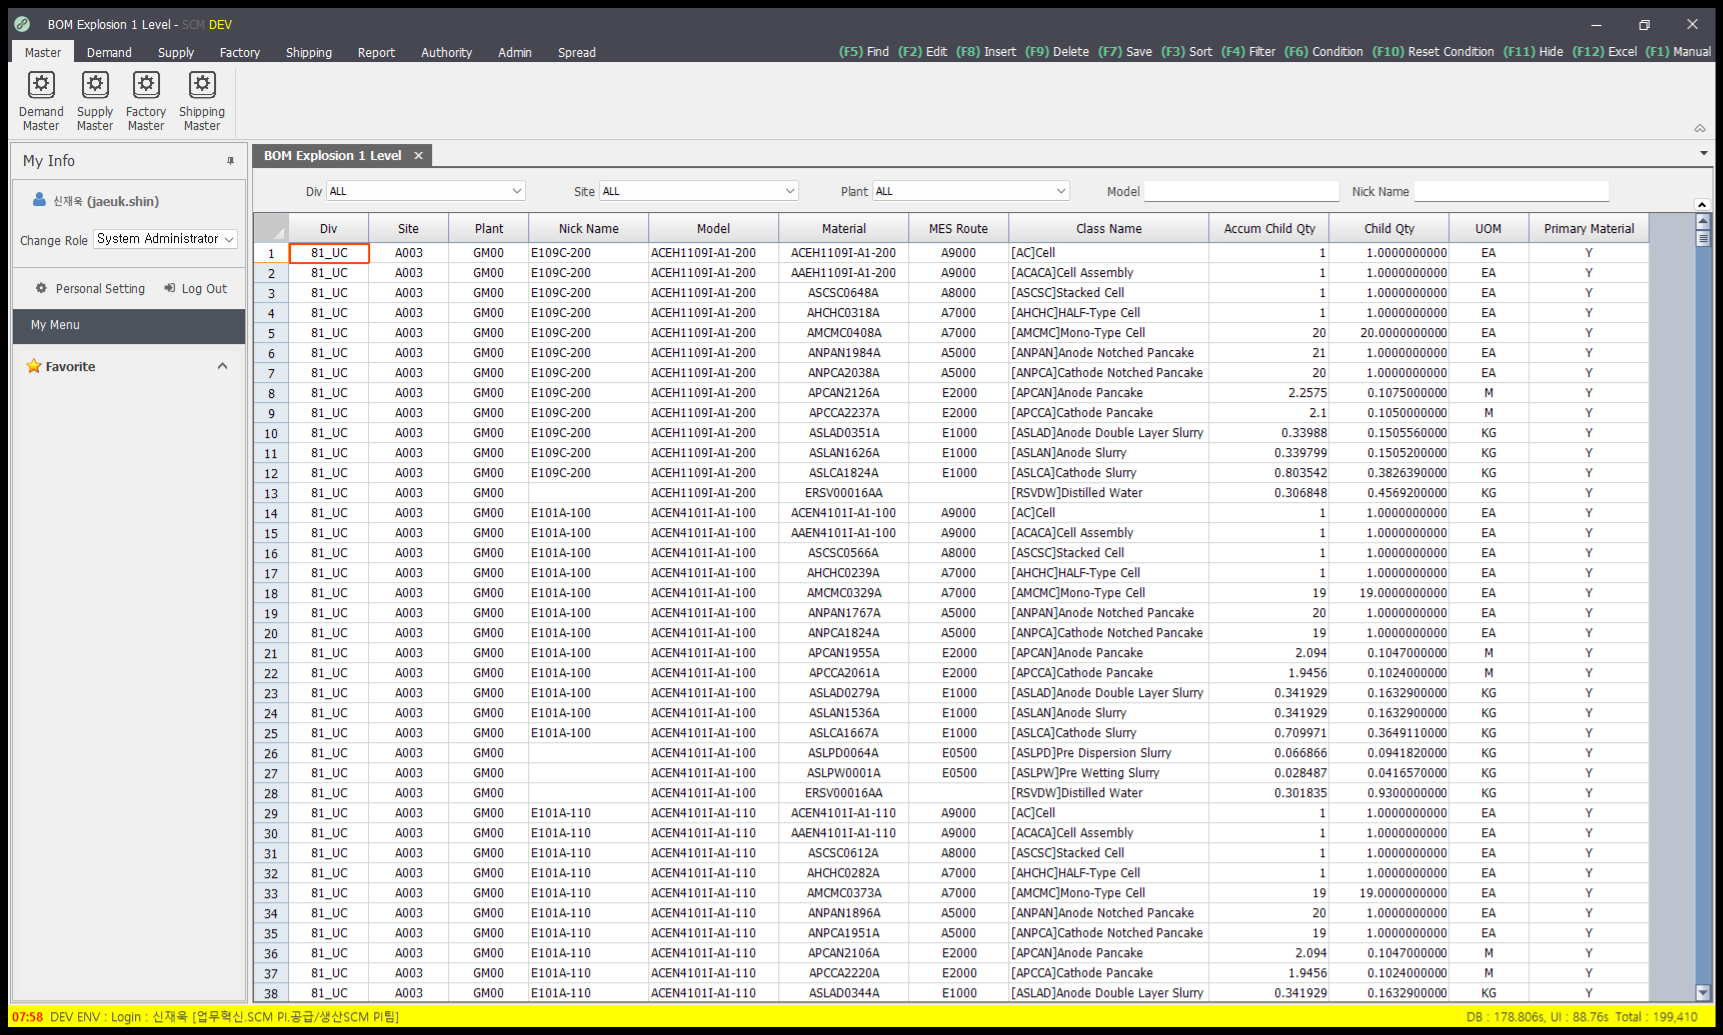 BOM Explosion 1 Level - SCM DEV
Master Demand Supply Factory Shipping Report Authority Admin Spread (F5) Find (F2) Edit (F8) Insert (F9) Delete (F7) Save (F3) Sort (F4) Filter (F6) Condition (F10) Reset Condition (F11) Hide (F12) Excel (F1) Manual
Demand Master
Supply Master
Factory Master
Shipping Master
My Info
신재욱 (jaeuk.shin)
Change Role System Administrator
Personal Setting Log Out
My Menu
Favorite
BOM Explosion 1 Level
Div ALL Site ALL Plant ALL Model Nick Name
Div Site Plant Nick Name Model Material MES Route Class Name Accum Child Qty Child Qty UOM Primary Material
1 81_UC A003 GM00 E109C-200 ACEH1109I-A1-200 ACEH1109I-A1-200 A9000 [AC]Cell 1 1.0000000000 EA Y
2 81_UC A003 GM00 E109C-200 ACEH1109I-A1-200 AAEH1109I-A1-200 A9000 [ACACA]Cell Assembly 1 1.0000000000 EA Y
3 81_UC A003 GM00 E109C-200 ACEH1109I-A1-200 ASCSC0648A A8000 [ASCSC]Stacked Cell 1 1.0000000000 EA Y
4 81_UC A003 GM00 E109C-200 ACEH1109I-A1-200 AHCHC0318A A7000 [AHCHC]HALF-Type Cell 1 1.0000000000 EA Y
5 81_UC A003 GM00 E109C-200 ACEH1109I-A1-200 AMCMC0408A A7000 [AMCMC]Mono-Type Cell 20 20.0000000000 EA Y
6 81_UC A003 GM00 E109C-200 ACEH1109I-A1-200 ANPAN1984A A5000 [ANPAN]Anode Notched Pancake 21 1.0000000000 EA Y
7 81_UC A003 GM00 E109C-200 ACEH1109I-A1-200 ANPCA2038A A5000 [ANPCA]Cathode Notched Pancake 20 1.0000000000 EA Y
8 81_UC A003 GM00 E109C-200 ACEH1109I-A1-200 APCAN2126A E2000 [APCAN]Anode Pancake 2.2575 0.1075000000 M Y
9 81_UC A003 GM00 E109C-200 ACEH1109I-A1-200 APCCA2237A E2000 [APCCA]Cathode Pancake 2.1 0.1050000000 M Y
10 81_UC A003 GM00 E109C-200 ACEH1109I-A1-200 ASLAD0351A E1000 [ASLAD]Anode Double Layer Slurry 0.33988 0.1505560000 KG Y
11 81_UC A003 GM00 E109C-200 ACEH1109I-A1-200 ASLAN1626A E1000 [ASLAN]Anode Slurry 0.339799 0.1505200000 KG Y
12 81_UC A003 GM00 E109C-200 ACEH1109I-A1-200 ASLCA1824A E1000 [ASLCA]Cathode Slurry 0.803542 0.3826390000 KG Y
13 81_UC A003 GM00 ACEH1109I-A1-200 ERSV00016AA [RSVDW]Distilled Water 0.306848 0.4569200000 KG Y
14 81_UC A003 GM00 E101A-100 ACEN4101I-A1-100 ACEN4101I-A1-100 A9000 [AC]Cell 1 1.0000000000 EA Y
15 81_UC A003 GM00 E101A-100 ACEN4101I-A1-100 AAEN4101I-A1-100 A9000 [ACACA]Cell Assembly 1 1.0000000000 EA Y
16 81_UC A003 GM00 E101A-100 ACEN4101I-A1-100 ASCSC0566A A8000 [ASCSC]Stacked Cell 1 1.0000000000 EA Y
17 81_UC A003 GM00 E101A-100 ACEN4101I-A1-100 AHCHC0239A A7000 [AHCHC]HALF-Type Cell 1 1.0000000000 EA Y
18 81_UC A003 GM00 E101A-100 ACEN4101I-A1-100 AMCMC0329A A7000 [AMCMC]Mono-Type Cell 19 19.0000000000 EA Y
19 81_UC A003 GM00 E101A-100 ACEN4101I-A1-100 ANPAN1767A A5000 [ANPAN]Anode Notched Pancake 20 1.0000000000 EA Y
20 81_UC A003 GM00 E101A-100 ACEN4101I-A1-100 ANPCA1824A A5000 [ANPCA]Cathode Notched Pancake 19 1.0000000000 EA Y
21 81_UC A003 GM00 E101A-100 ACEN4101I-A1-100 APCAN1955A E2000 [APCAN]Anode Pancake 2.094 0.1047000000 M Y
22 81_UC A003 GM00 E101A-100 ACEN4101I-A1-100 APCCA2061A E2000 [APCCA]Cathode Pancake 1.9456 0.1024000000 M Y
23 81_UC A003 GM00 E101A-100 ACEN4101I-A1-100 ASLAD0279A E1000 [ASLAD]Anode Double Layer Slurry 0.341929 0.1632900000 KG Y
24 81_UC A003 GM00 E101A-100 ACEN4101I-A1-100 ASLAN1536A E1000 [ASLAN]Anode Slurry 0.341929 0.1632900000 KG Y
25 81_UC A003 GM00 E101A-100 ACEN4101I-A1-100 ASLCA1667A E1000 [ASLCA]Cathode Slurry 0.709971 0.3649110000 KG Y
26 81_UC A003 GM00 ACEN4101I-A1-100 ASLPD0064A E0500 [ASLPD]Pre Dispersion Slurry 0.066866 0.0941820000 KG Y
27 81_UC A003 GM00 ACEN4101I-A1-100 ASLPW0001A E0500 [ASLPW]Pre Wetting Slurry 0.028487 0.0416570000 KG Y
28 81_UC A003 GM00 ACEN4101I-A1-100 ERSV00016AA [RSVDW]Distilled Water 0.301835 0.9300000000 KG Y
29 81_UC A003 GM00 E101A-110 ACEN4101I-A1-110 ACEN4101I-A1-110 A9000 [AC]Cell 1 1.0000000000 EA Y
30 81_UC A003 GM00 E101A-110 ACEN4101I-A1-110 AAEN4101I-A1-110 A9000 [ACACA]Cell Assembly 1 1.0000000000 EA Y
31 81_UC A003 GM00 E101A-110 ACEN4101I-A1-110 ASCSC0612A A8000 [ASCSC]Stacked Cell 1 1.0000000000 EA Y
32 81_UC A003 GM00 E101A-110 ACEN4101I-A1-110 AHCHC0282A A7000 [AHCHC]HALF-Type Cell 1 1.0000000000 EA Y
33 81_UC A003 GM00 E101A-110 ACEN4101I-A1-110 AMCMC0373A A7000 [AMCMC]Mono-Type Cell 19 19.0000000000 EA Y
34 81_UC A003 GM00 E101A-110 ACEN4101I-A1-110 ANPAN1896A A5000 [ANPAN]Anode Notched Pancake 20 1.0000000000 EA Y
35 81_UC A003 GM00 E101A-110 ACEN4101I-A1-110 ANPCA1951A A5000 [ANPCA]Cathode Notched Pancake 19 1.0000000000 EA Y
36 81_UC A003 GM00 E101A-110 ACEN4101I-A1-110 APCAN2106A E2000 [APCAN]Anode Pancake 2.094 0.1047000000 M Y
37 81_UC A003 GM00 E101A-110 ACEN4101I-A1-110 APCCA2220A E2000 [APCCA]Cathode Pancake 1.9456 0.1024000000 M Y
38 81_UC A003 GM00 E101A-110 ACEN4101I-A1-110 ASLAD0344A E1000 [ASLAD]Anode Double Layer Slurry 0.341929 0.1632900000 KG Y
07:58 DEV ENV : Login : 신재욱 [업무혁신.SCM PI.공급/생산SCM PI팀] DB : 178.806s, UI : 88.76s Total : 199,410